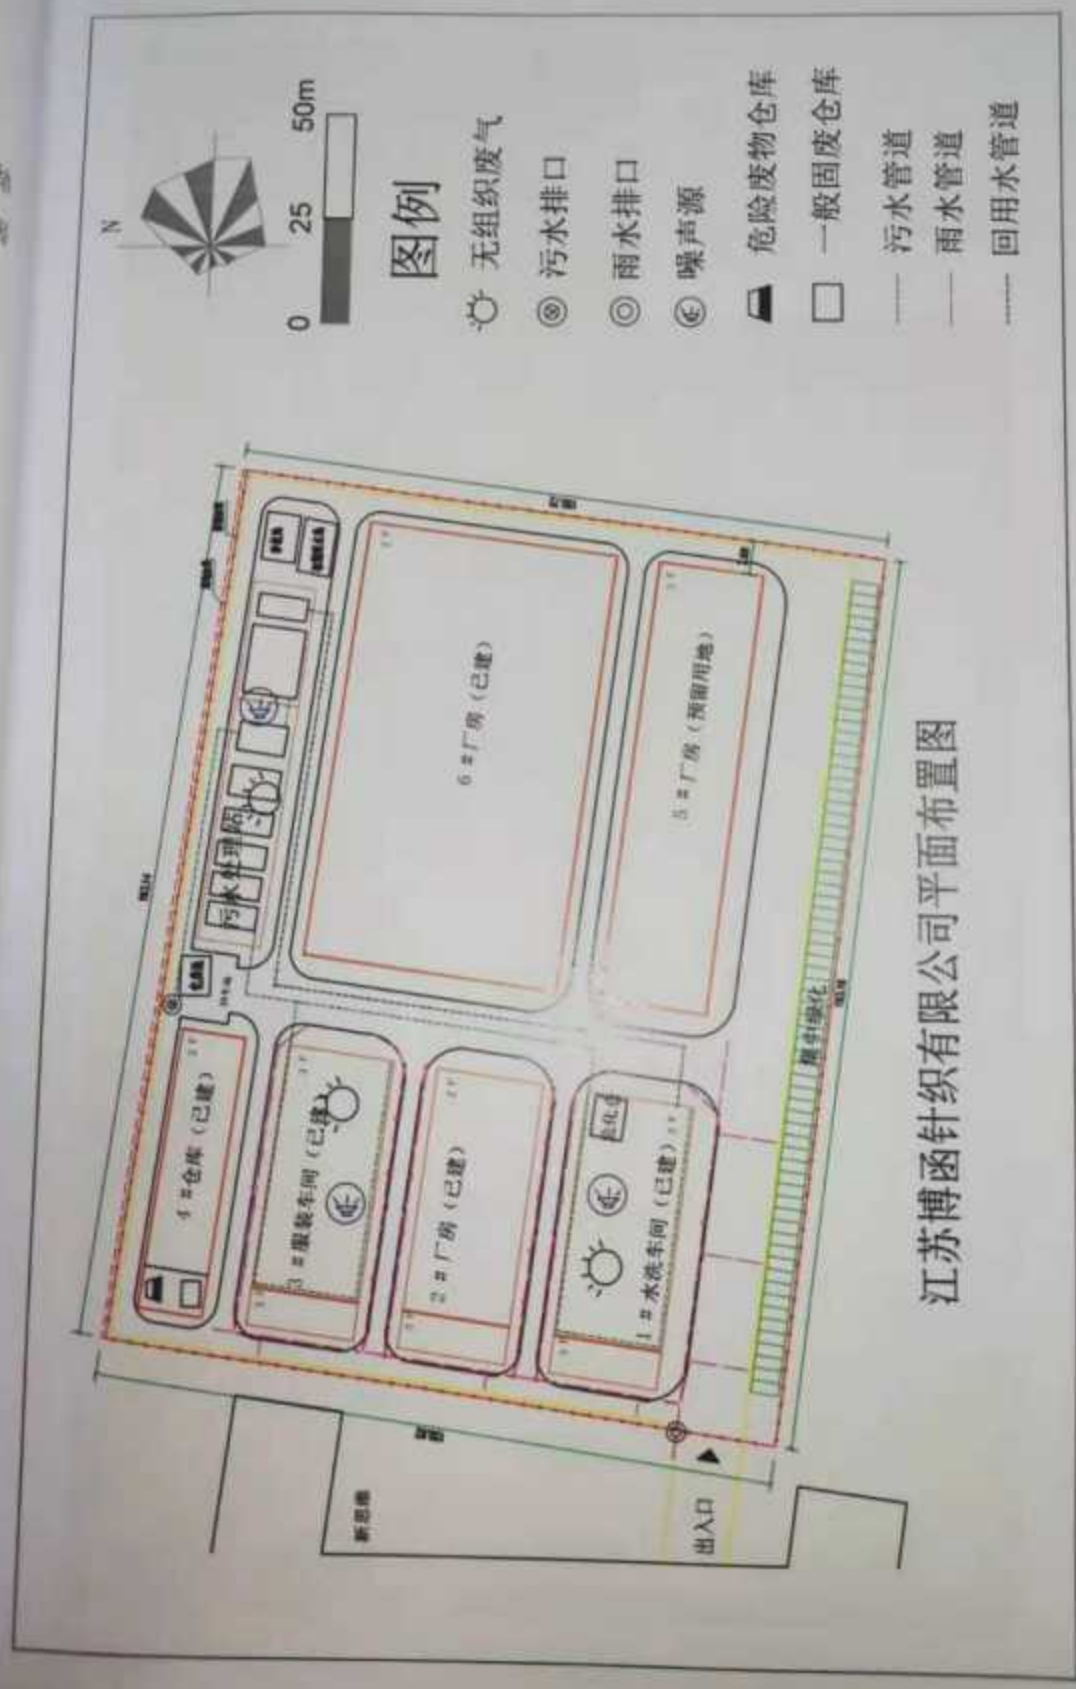 N
0 25 50m
图例
无组织废气
污水排口
雨水排口
噪声源
危险废物仓库
一般固废仓库
污水管道
雨水管道
回用水管道
4#仓库（已建）
污水处理站
3#服装车间（已建）
6#厂房（已建）
2#厂房（已建）
5#厂房（预留用地）
1#水洗车间（已建）
集中绿化
出入口
江苏博函针织有限公司平面布置图